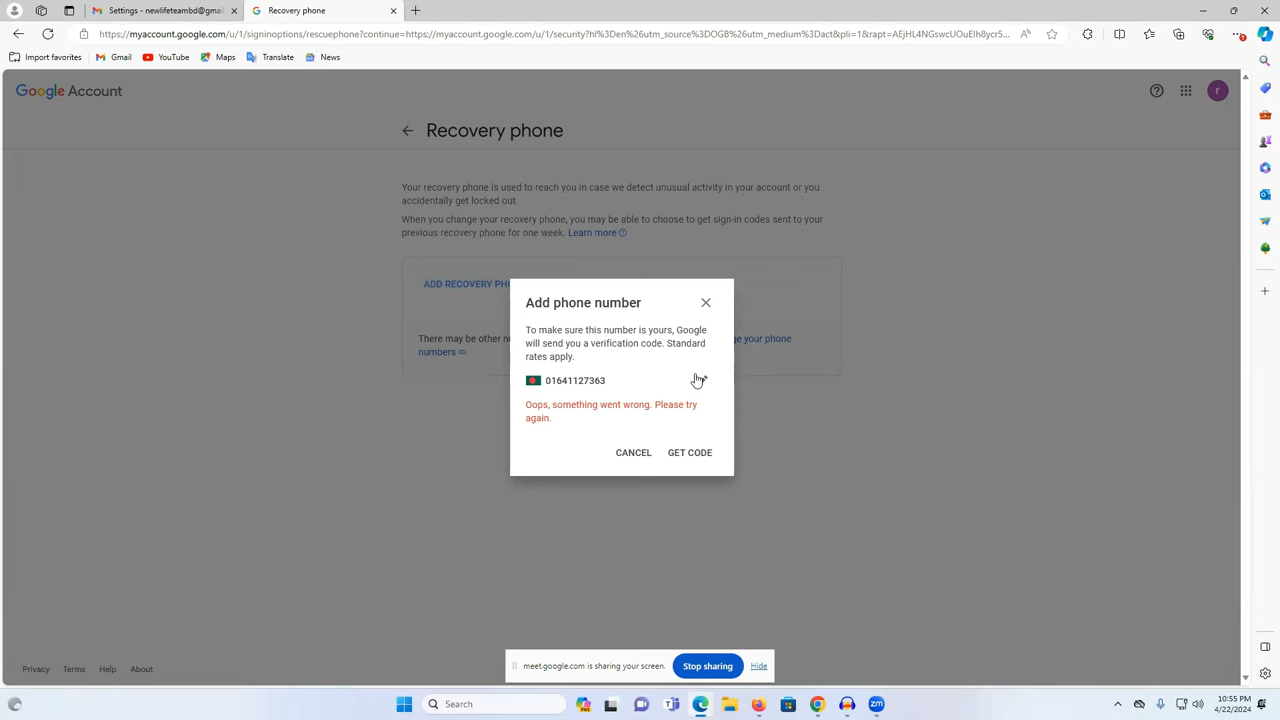 Settings - newlifeteambd@gmai
Recovery phone
https://myaccount.google.com/u/1/signinoptions/rescuephone?continue=https://myaccount.google.com/u/1/security?hl%3Den%26utm_source%3DOGB%26utm_medium%3Dact&pli=1&rapt=AEjHL4NGswcUOuElh8ycr5...
Import favorites
Gmail
YouTube
Maps
Translate
News
Google Account
r
Recovery phone
Your recovery phone is used to reach you in case we detect unusual activity in your account or you
accidentally get locked out.
When you change your recovery phone, you may be able to choose to get sign-in codes sent to your
previous recovery phone for one week. Learn more
ADD RECOVERY PHO
There may be other n
numbers
ge your phone
Add phone number
To make sure this number is yours, Google
will send you a verification code. Standard
rates apply.
01641127363
Oops, something went wrong. Please try
again.
CANCEL GET CODE
Privacy Terms Help About
meet.google.com is sharing your screen. Stop sharing Hide
Search
zm
10:55 PM
4/22/2024